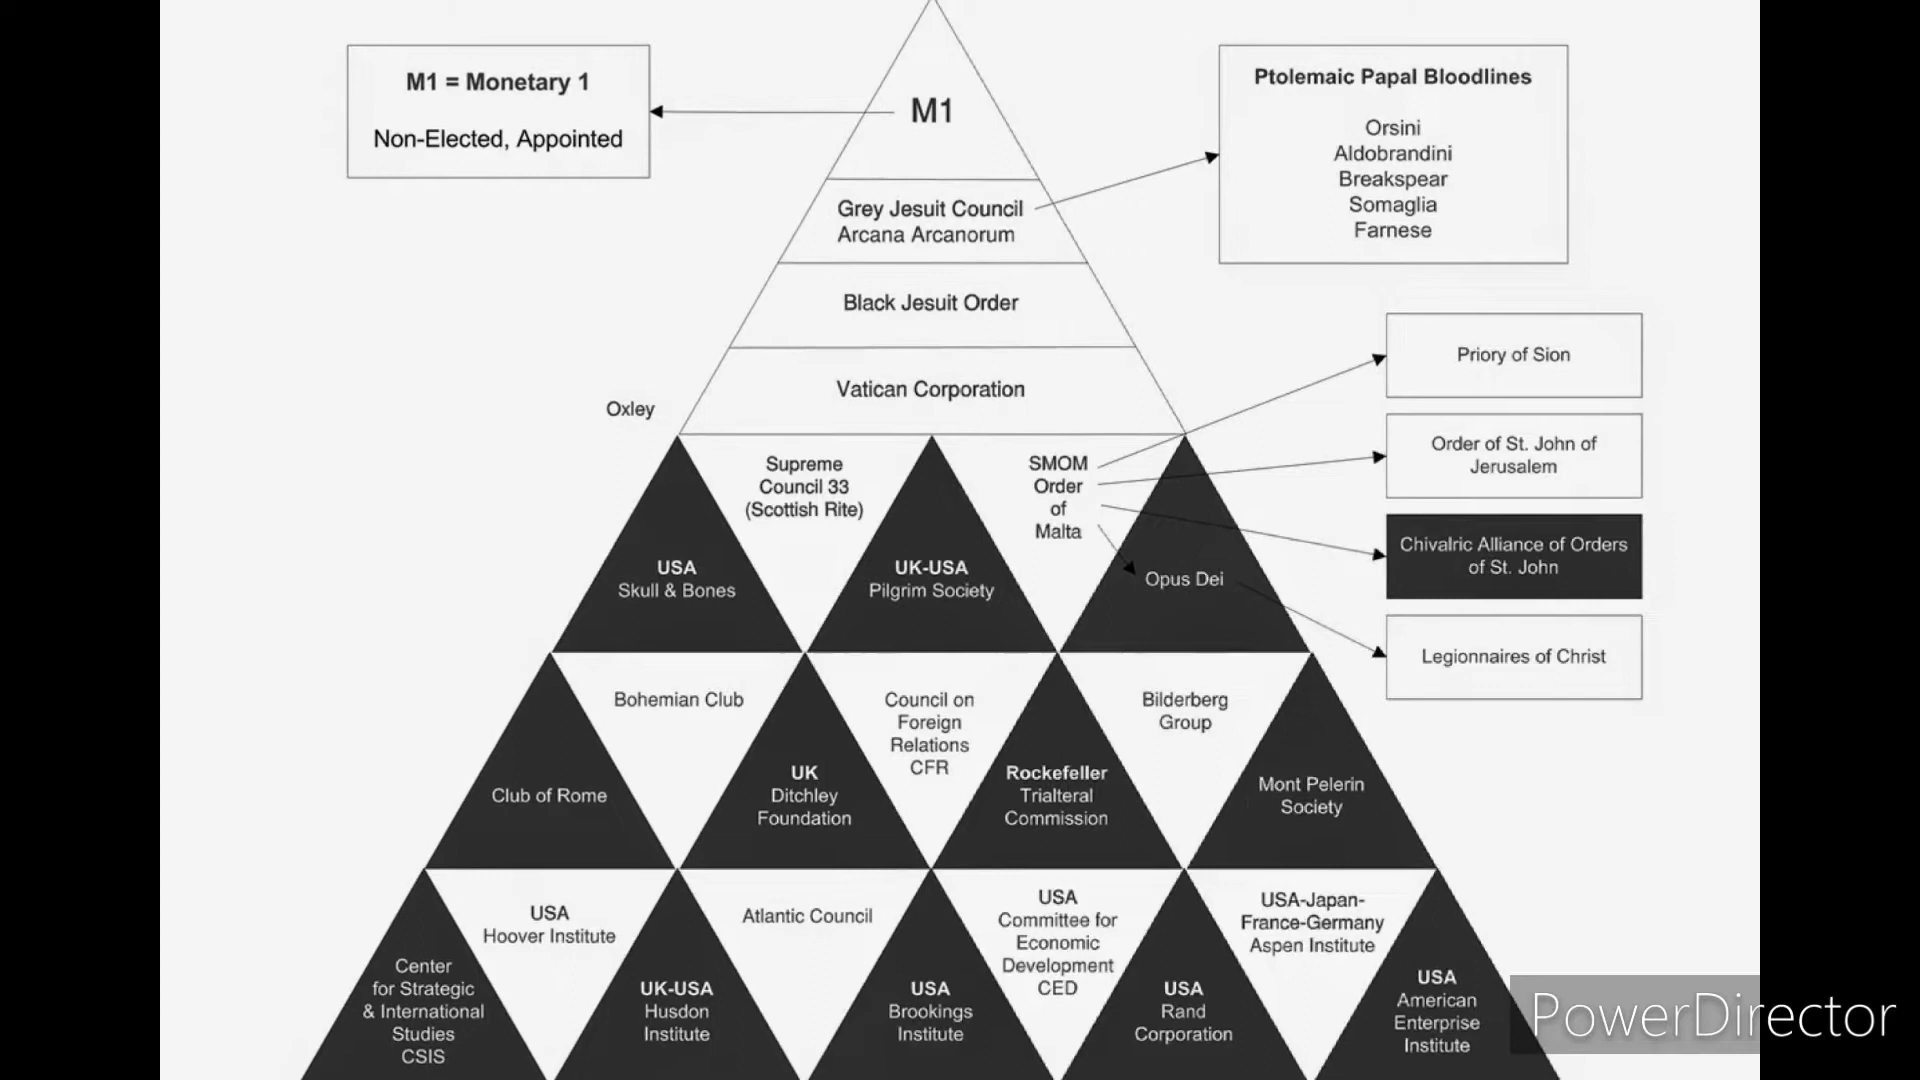 M1 = Monetary 1
Non-Elected, Appointed
M1
Ptolemaic Papal Bloodlines
Orsini
Aldobrandini
Breakspear
Somaglia
Farnese
Grey Jesuit Council
Arcana Arcanorum
Black Jesuit Order
Vatican Corporation
Oxley
Priory of Sion
Order of St. John of
Jerusalem
Chivalric Alliance of Orders
of St. John
Legionnaires of Christ
Supreme
Council 33
(Scottish Rite)
SMOM
Order
of
Malta
USA
Skull & Bones
UK-USA
Pilgrim Society
Opus Dei
Bohemian Club
Council on
Foreign
Relations
CFR
Bilderberg
Group
Club of Rome
UK
Ditchley
Foundation
Rockefeller
Trialteral
Commission
Mont Pelerin
Society
USA
Hoover Institute
Atlantic Council
USA
Committee for
Economic
Development
CED
USA-Japan-
France-Germany
Aspen Institute
Center
for Strategic
& International
Studies
CSIS
UK-USA
Husdon
Institute
USA
Brookings
Institute
USA
Rand
Corporation
USA
American
Enterprise
Institute
PowerDirector